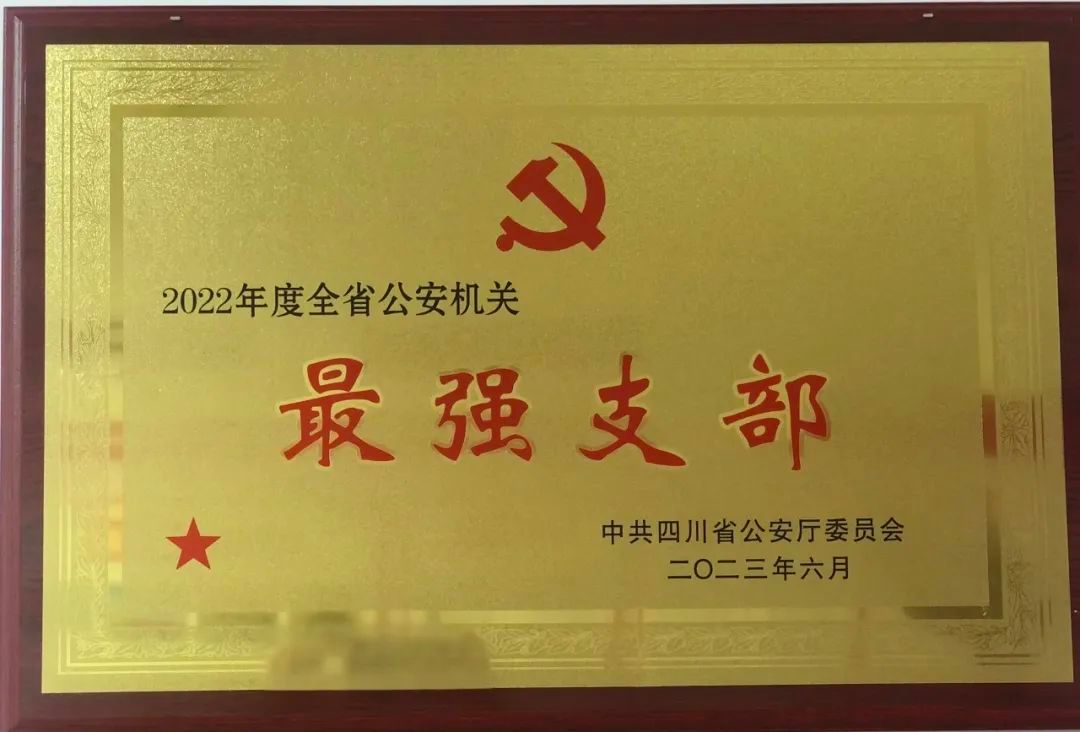 2022年度全省公安机关
最强支部
中共四川省公安厅委员会
二〇二三年六月